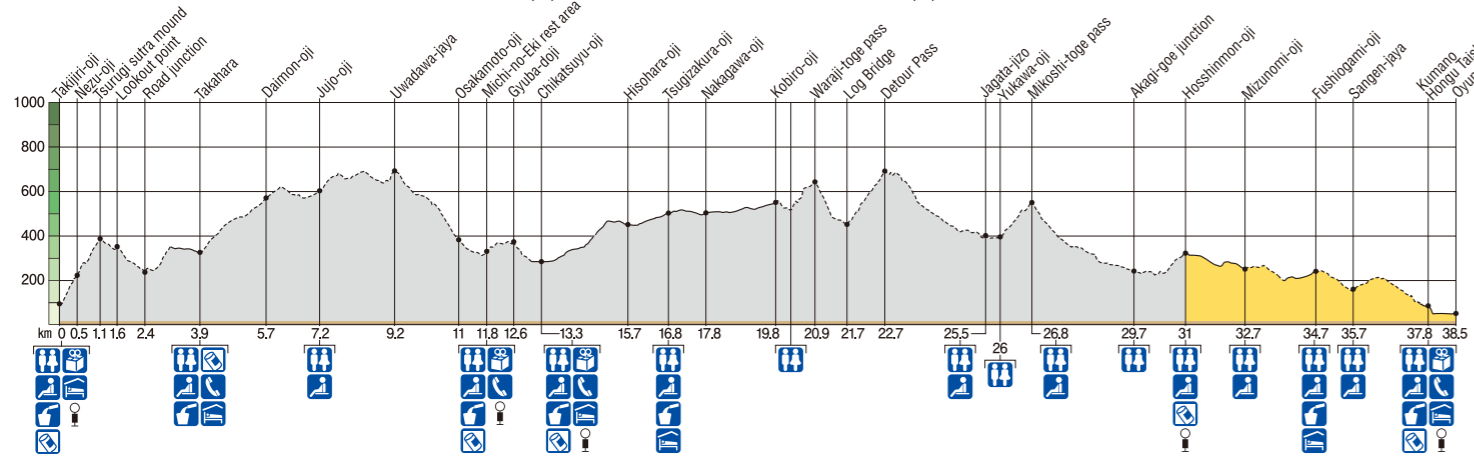 Takijiri-oji
Nezu-oji
Tsurugi sutra mound
Lookout point
Road junction
Takahara
Daimon-oji
Jujo-oji
Uwadawa-jaya
Osakamoto-oji
Michi-no-Eki rest area
Gyuba-doji
Chikatsuyu-oji
Hisohara-oji
Tsugizakura-oji
Nakagawa-oji
Kobiro-oji
Waraji-toge pass
Log Bridge
Detour Pass
Jagata-jizo
Yukawa-oji
Mikoshi-toge pass
Akagi-goe junction
Hosshinmon-oji
Mizunomi-oji
Fushiogami-oji
Sangen-jaya
Kumano
Hongu Tais
Oyu
1000
800
600
400
200
km 0 0.5 1.1 1.6 2.4 3.9 5.7 7.2 9.2 11 11.8 12.6 13.3 15.7 16.8 17.8 19.8 20.9 21.7 22.7 25.5 26.8 29.7 31 32.7 34.7 35.7 37.8 38.5
26